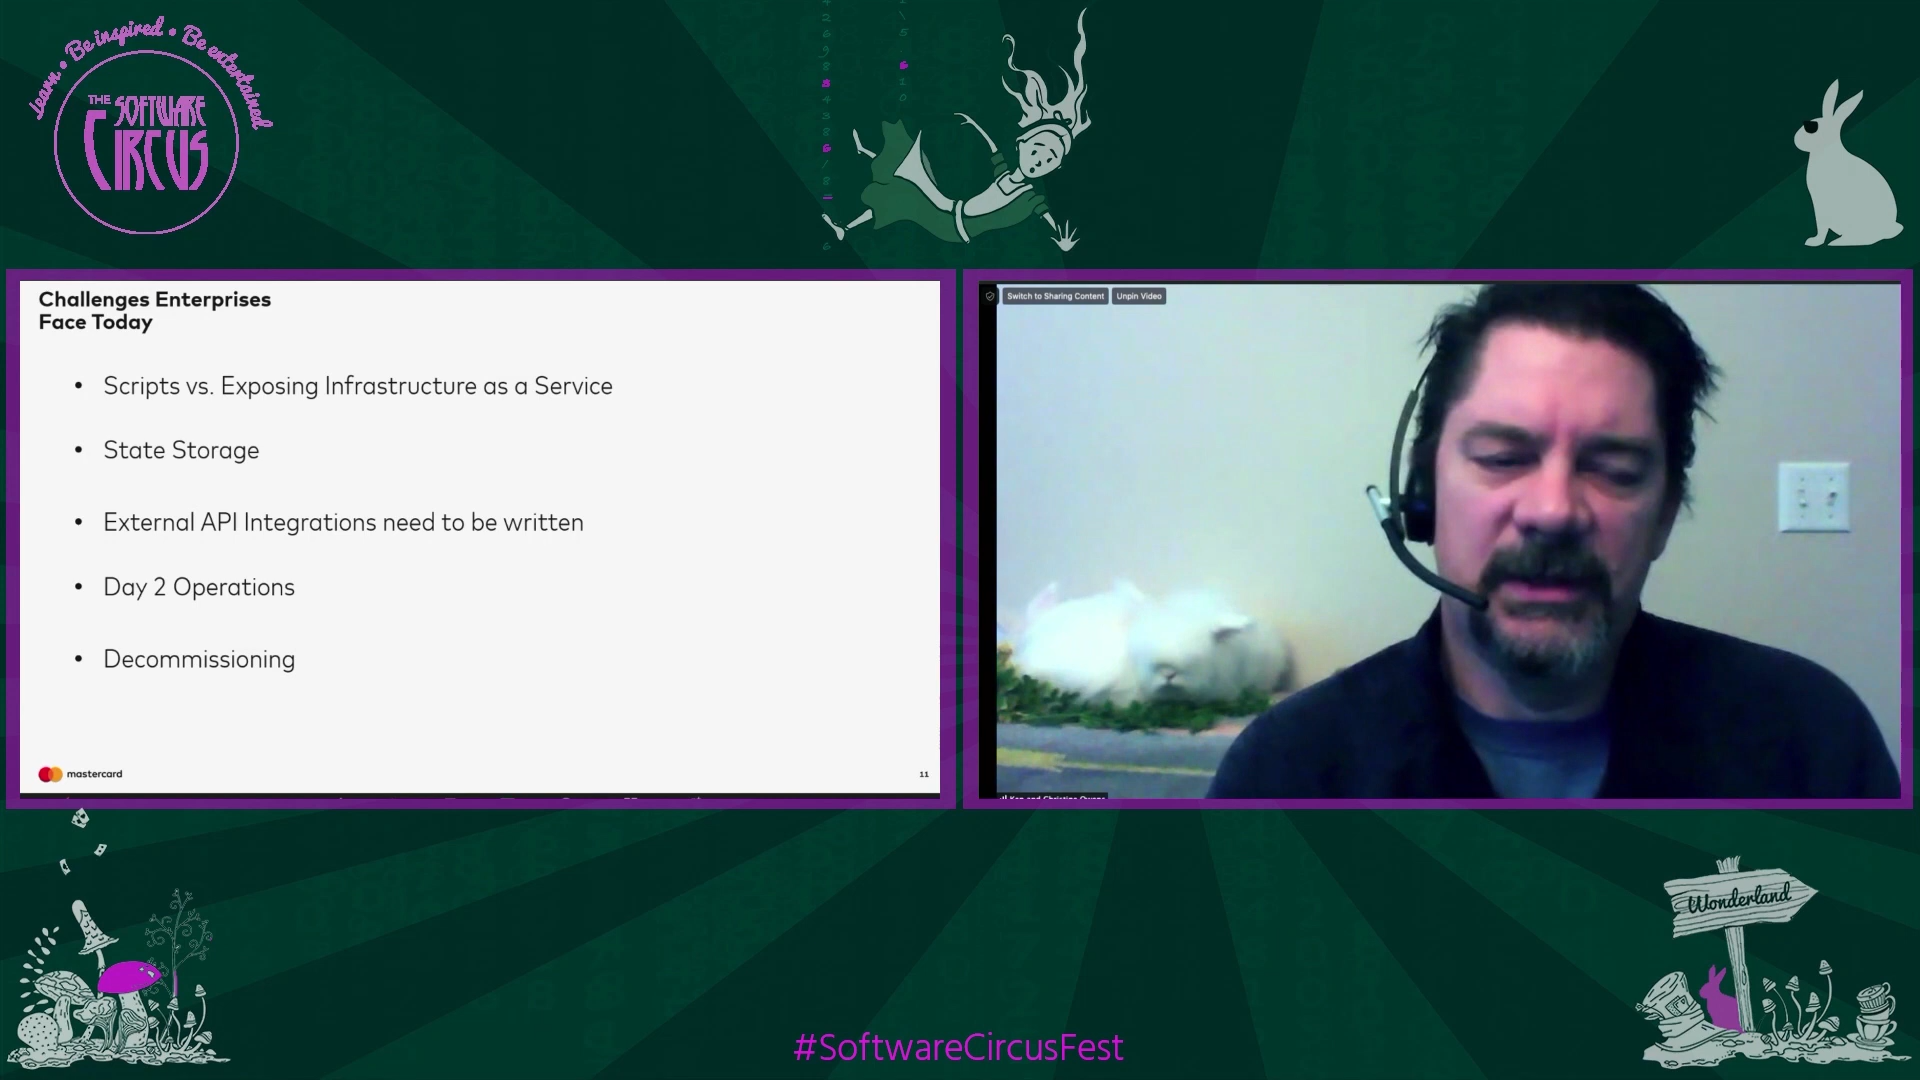 learn • Be inspired • Be entertained
THE SOFTWARE
CIRCUS
Challenges Enterprises
Face Today
• Scripts vs. Exposing Infrastructure as a Service
• State Storage
• External API Integrations need to be written
• Day 2 Operations
• Decommissioning
mastercard
11
Switch to Sharing Content
Unpin Video
Wonderland
#SoftwareCircusFest